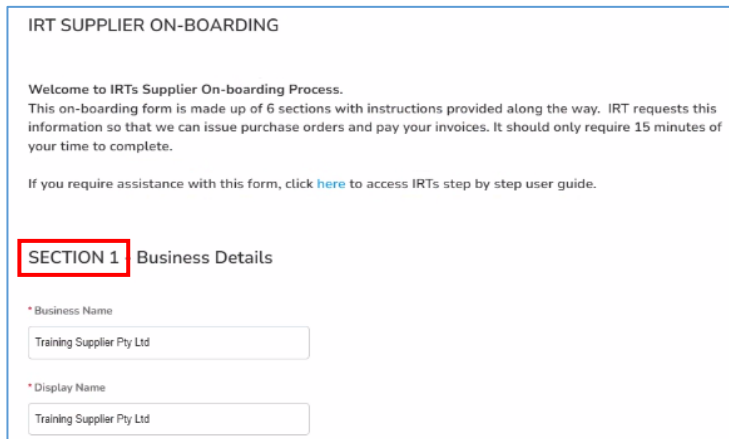 IRT SUPPLIER ON-BOARDING
Welcome to IRTs Supplier On-boarding Process.
This on-boarding form is made up of 6 sections with instructions provided along the way.  IRT requests this
information so that we can issue purchase orders and pay your invoices. It should only require 15 minutes of
your time to complete.
If you require assistance with this form, click here to access IRTs step by step user guide.
SECTION 1 - Business Details
* Business Name
Training Supplier Pty Ltd
* Display Name
Training Supplier Pty Ltd